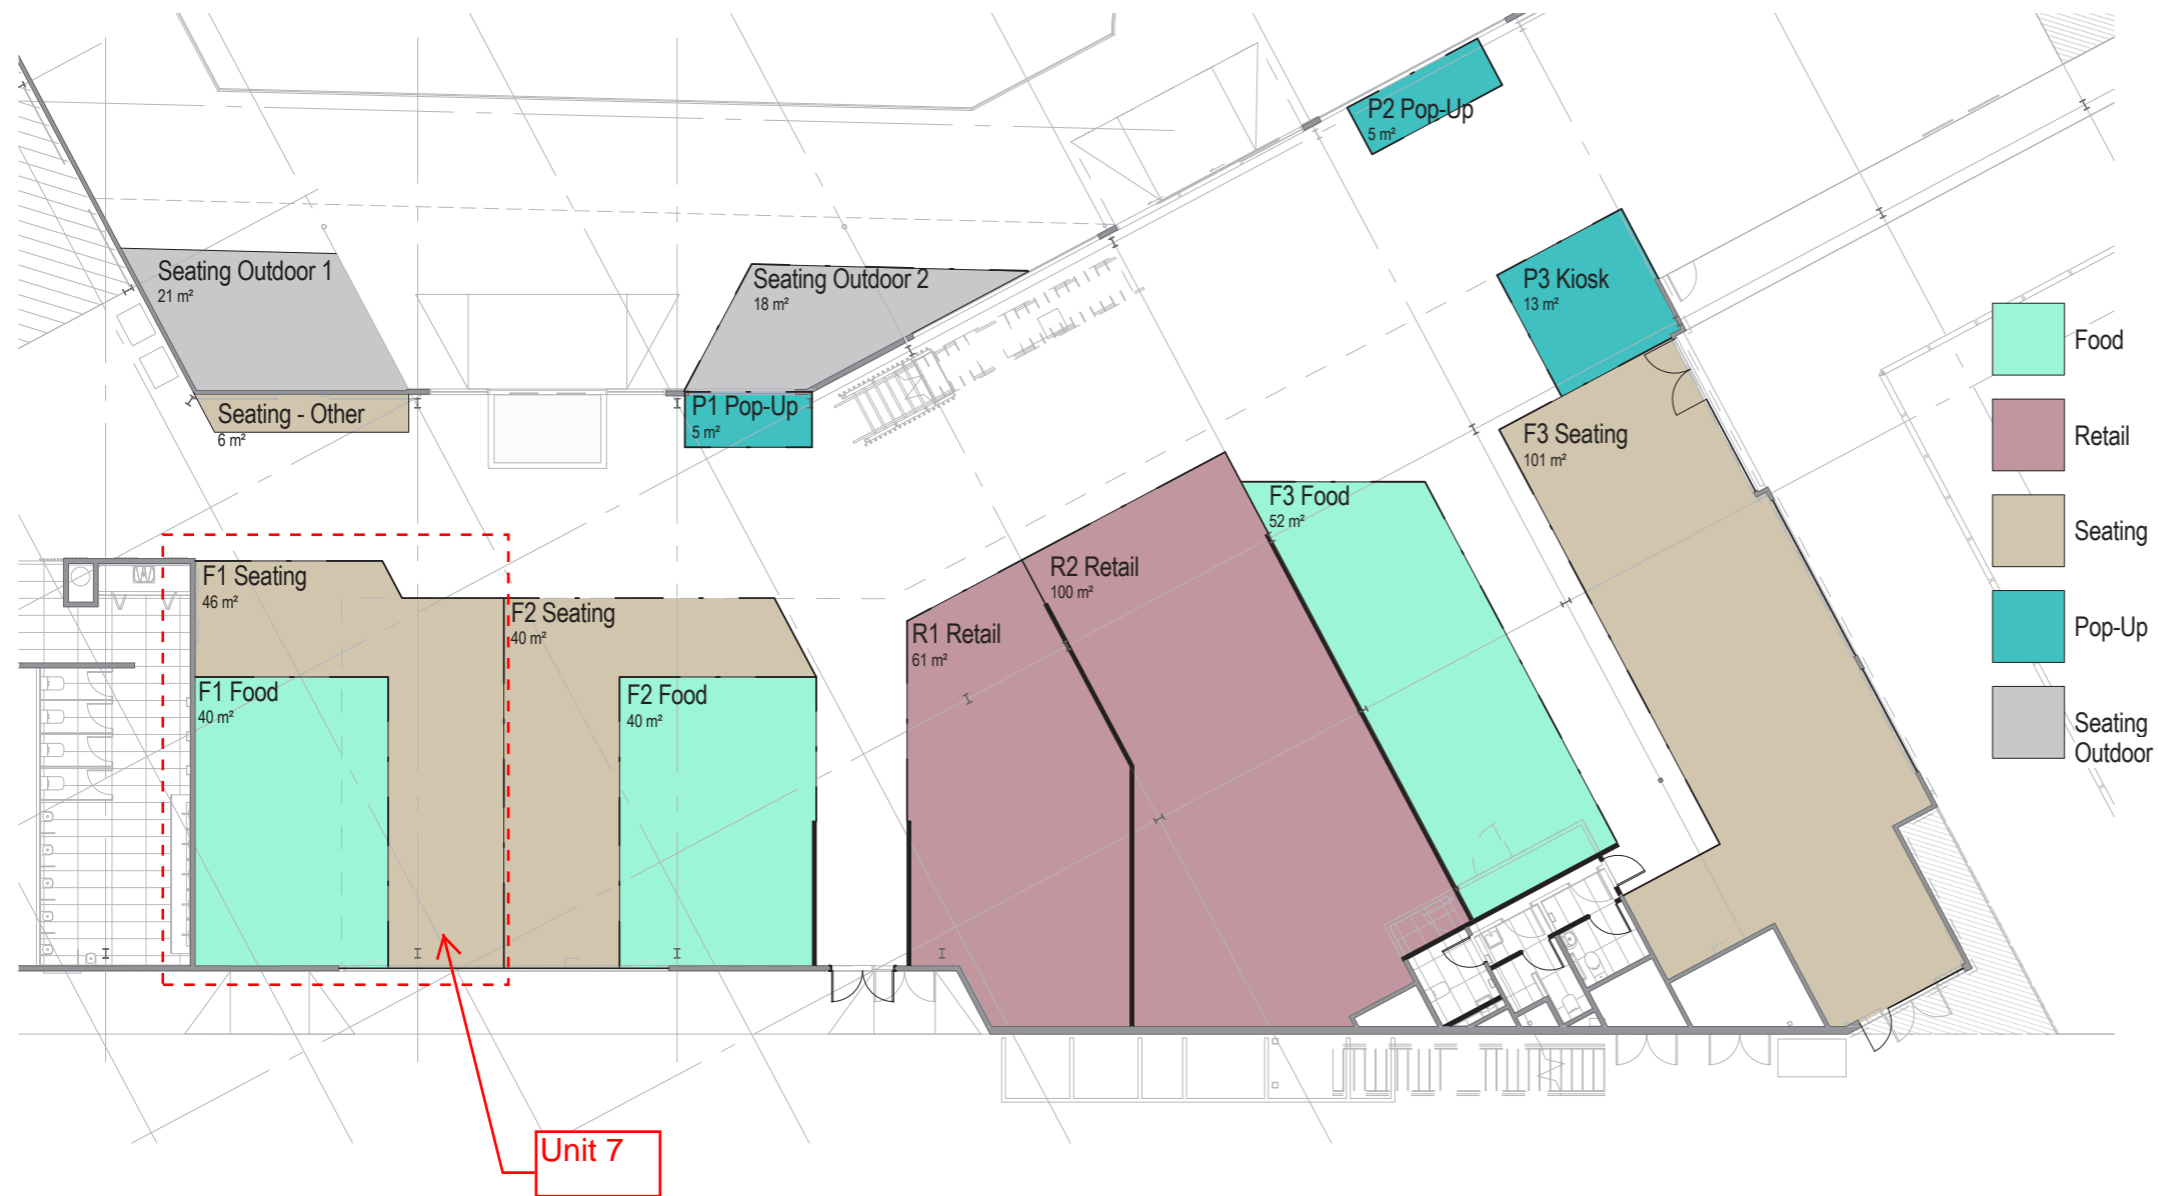 P2 Pop-Up
5 m²
Seating Outdoor 1
21 m²
Seating Outdoor 2
18 m²
P3 Kiosk
13 m²
Food
Seating - Other
6 m²
P1 Pop-Up
5 m²
F3 Seating
101 m²
Retail
F3 Food
52 m²
Seating
F1 Seating
46 m²
F2 Seating
40 m²
R2 Retail
100 m²
R1 Retail
61 m²
Pop-Up
F1 Food
40 m²
F2 Food
40 m²
Seating
Outdoor
Unit 7